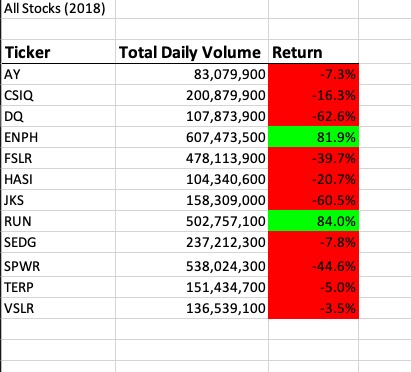 All Stocks (2018)
Ticker Total Daily Volume Return
AY 83,079,900 -7.3%
CSIQ 200,879,900 -16.3%
DQ 107,873,900 -62.6%
ENPH 607,473,500 81.9%
FSLR 478,113,900 -39.7%
HASI 104,340,600 -20.7%
JKS 158,309,000 -60.5%
RUN 502,757,100 84.0%
SEDG 237,212,300 -7.8%
SPWR 538,024,300 -44.6%
TERP 151,434,700 -5.0%
VSLR 136,539,100 -3.5%